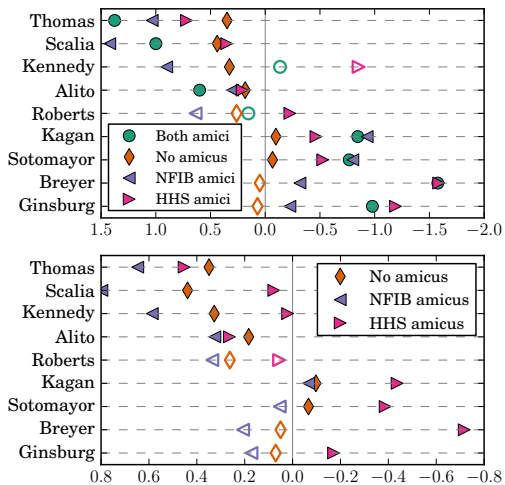 Thomas
Scalia
Kennedy
Alito
Roberts
Kagan
Sotomayor
Breyer
Ginsburg
Both amici
No amicus
NFIB amici
HHS amici
1.5 1.0 0.5 0.0 −0.5 −1.0 −1.5 −2.0
Thomas
Scalia
Kennedy
Alito
Roberts
Kagan
Sotomayor
Breyer
Ginsburg
No amicus
NFIB amicus
HHS amicus
0.8 0.6 0.4 0.2 0.0 −0.2 −0.4 −0.6 −0.8